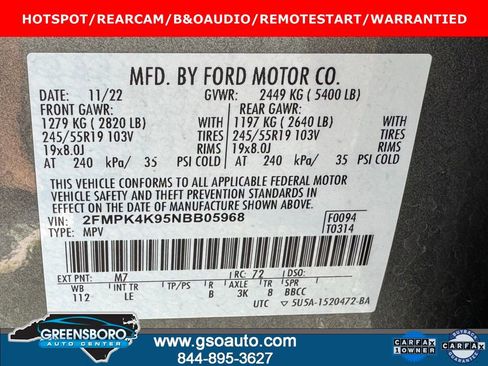 HOTSPOT/REARCAM/B&OAUDIO/REMOTESTART/WARRANTIED
MFD. BY FORD MOTOR CO.
DATE: 11/22 GVWR: 2449 KG ( 5400 LB)
FRONT GAWR: REAR GAWR:
1279 KG ( 2820 LB) 1197 KG ( 2640 LB)
245/55R19 103V TIRES 245/55R19 103V TIRES
19x8.0J RIMS 19x8.0J RIMS
AT 240 kPa/ 35 PSI COLD AT 240 kPa/ 35 PSI COLD
THIS VEHICLE CONFORMS TO ALL APPLICABLE FEDERAL MOTOR
VEHICLE SAFETY AND THEFT PREVENTION STANDARDS IN
EFFECT ON THE DATE OF MANUFACTURE SHOWN ABOVE.
VIN: 2FMPK4K95NBB05968 F0094
TYPE: MPV T0314
EXT PNT: M7 RC: 72 DSO:
WB INT TR TP/PS R AXLE TR SPR
112 LE B 3K 8 BBCC
UTC 5U5A-1520472-BA
GREENSBORO
AUTO CENTER
www.gsoauto.com
844-895-3627
CARFAX
1 OWNER
BUYBACK
GUARANTEE
CARFAX